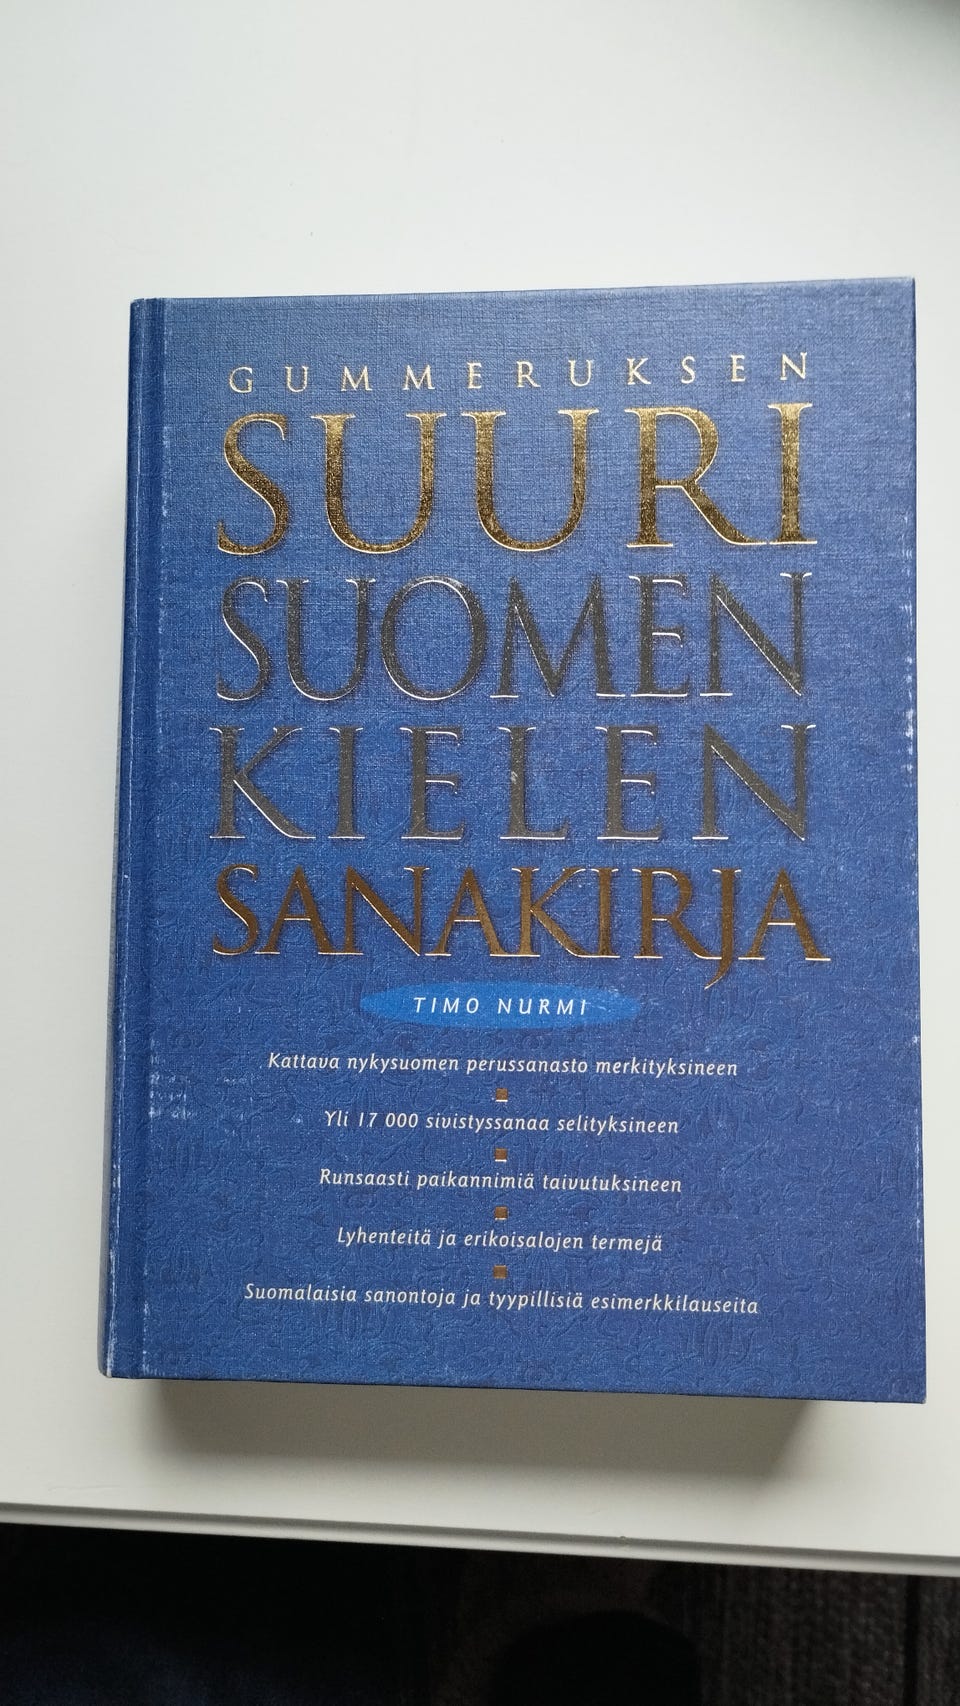 GUMMERUKSEN
SUURI
SUOMEN
KIELEN
SANAKIRJA
TIMO NURMI
Kattava nykysuomen perussanasto merkityksineen
Yli 17 000 sivistyssanaa selityksineen
Runsaasti paikannimiä taivutuksineen
Lyhenteitä ja erikoisalojen termejä
Suomalaisia sanontoja ja tyypillisiä esimerkkilauseita